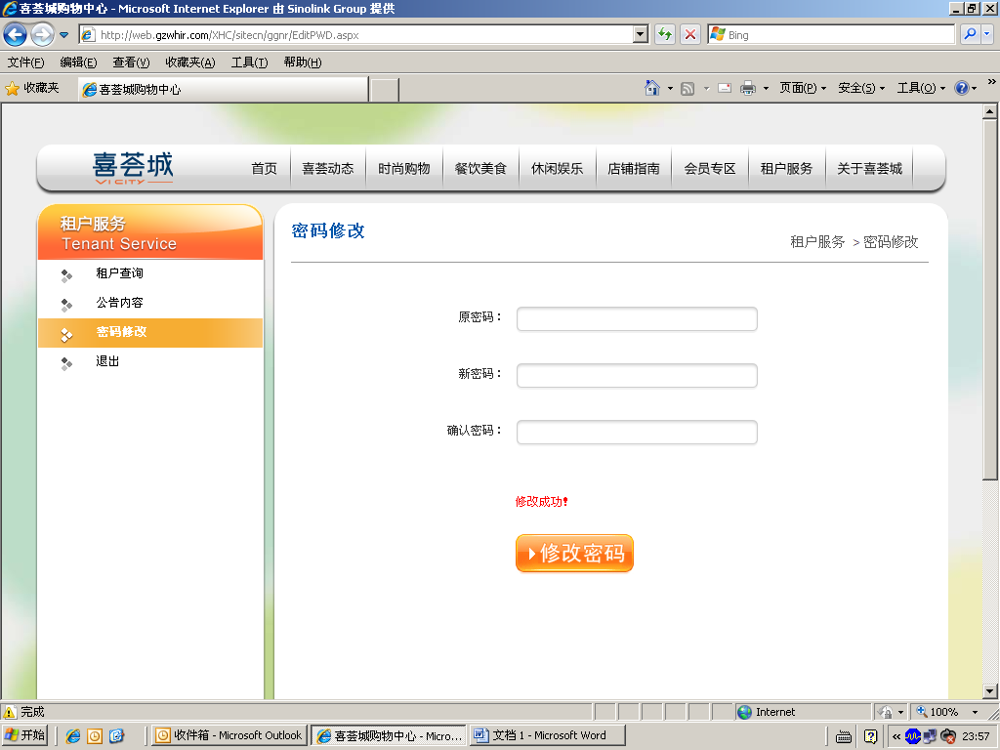 喜荟城购物中心 - Microsoft Internet Explorer 由 Sinolink Group 提供
http://web.gzwhir.com/XHC/sitecn/ggnr/EditPWD.aspx
Bing
文件(F) 编辑(E) 查看(V) 收藏夹(A) 工具(T) 帮助(H)
收藏夹 喜荟城购物中心 页面(P) 安全(S) 工具(O) »
喜荟城 首页 喜荟动态 时尚购物 餐饮美食 休闲娱乐 店铺指南 会员专区 租户服务 关于喜荟城
VI CITY
租户服务
Tenant Service
租户查询
公告内容
密码修改
退出
密码修改
租户服务 > 密码修改
原密码：
新密码：
确认密码：
修改成功!
修改密码
完成 Internet 100%
开始 收件箱 - Microsoft Outlook 喜荟城购物中心 - Micro... 文档 1 - Microsoft Word « 23:57